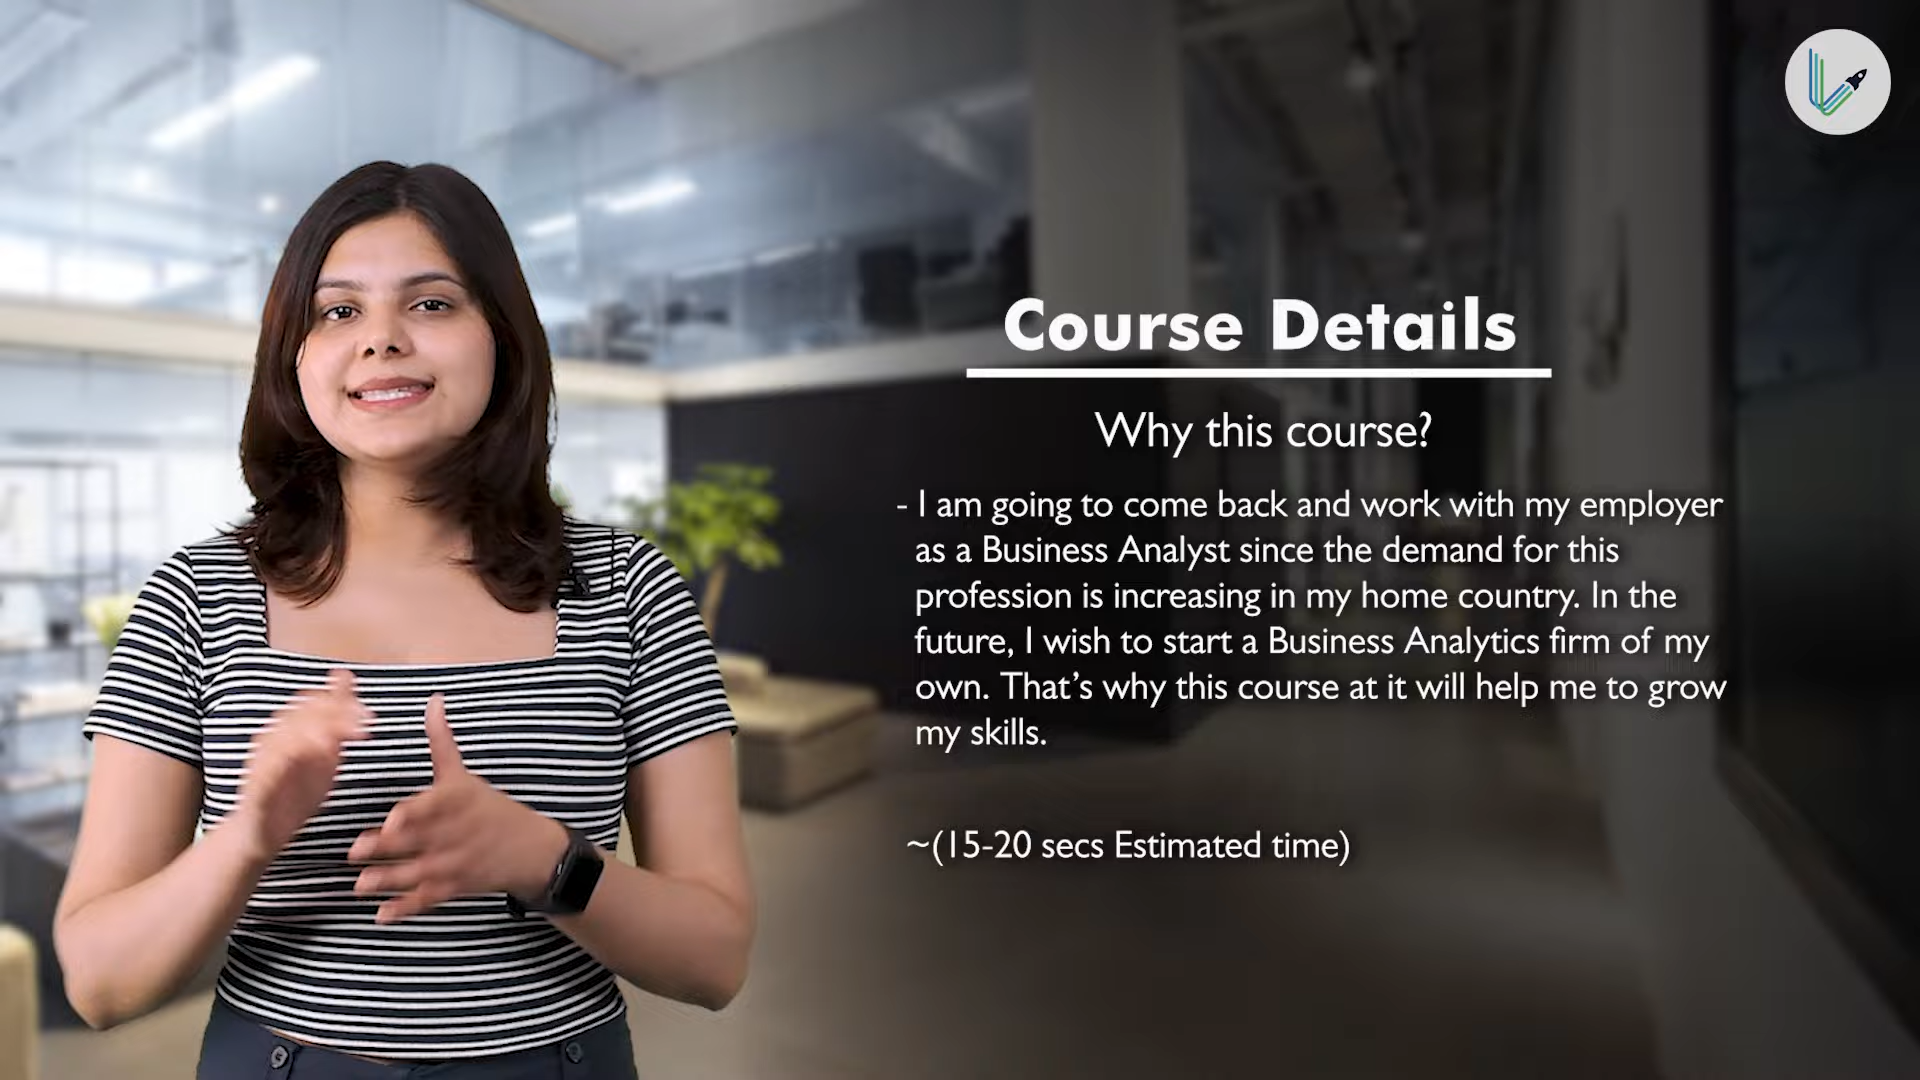 Course Details
Why this course?
- I am going to come back and work with my employer
as a Business Analyst since the demand for this
profession is increasing in my home country. In the
future, I wish to start a Business Analytics firm of my
own. That's why this course at it will help me to grow
my skills.
~(15-20 secs Estimated time)